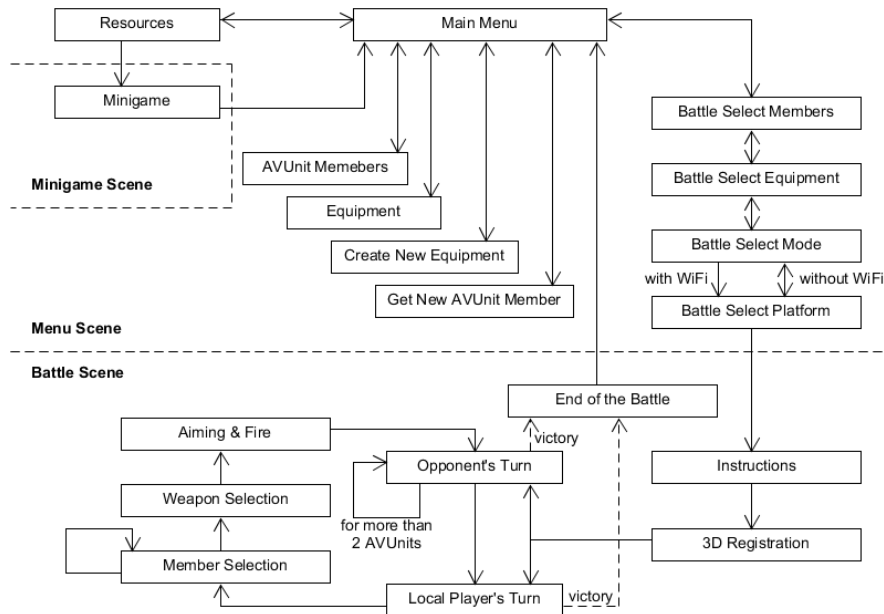 Resources
Main Menu
Minigame
Battle Select Members
AVUnit Memebers
Minigame Scene
Battle Select Equipment
Equipment
Create New Equipment
Battle Select Mode
with WiFi
without WiFi
Get New AVUnit Member
Battle Select Platform
Menu Scene
Battle Scene
End of the Battle
Aiming & Fire
victory
Opponent's Turn
Instructions
Weapon Selection
for more than
2 AVUnits
3D Registration
Member Selection
Local Player's Turn
victory